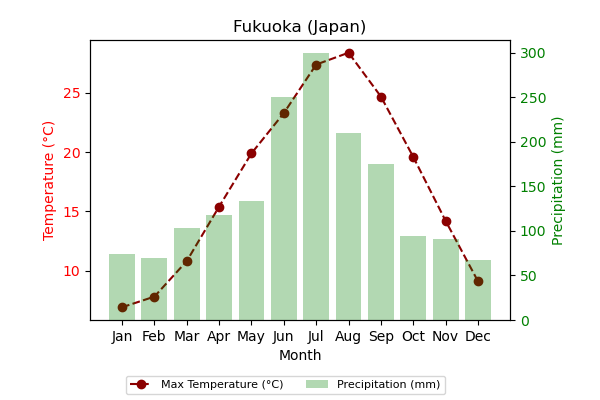 Fukuoka (Japan)
Temperature (°C)
25
20
15
10
300
250
200
150
100
50
0
Precipitation (mm)
Jan Feb Mar Apr May Jun Jul Aug Sep Oct Nov Dec
Month
Max Temperature (°C) Precipitation (mm)